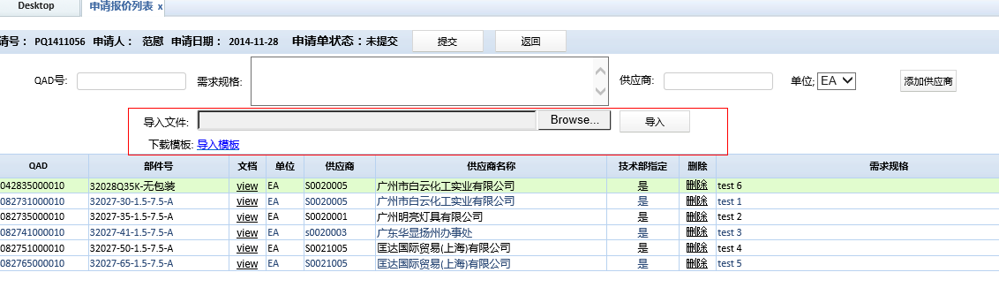 Desktop 申请报价列表 x
请号： PQ1411056 申请人： 范慰 申请日期： 2014-11-28 申请单状态：未提交 提交 返回
QAD号: 需求规格: 供应商: 单位; EA 添加供应商
导入文件: Browse... 导入
下载模板: 导入模板
QAD 部件号 文档 单位 供应商 供应商名称 技术部指定 删除 需求规格
042835000010 32028Q35K-无包装 view EA S0020005 广州市白云化工实业有限公司 是 删除 test 6
082731000010 32027-30-1.5-7.5-A view EA S0020005 广州市白云化工实业有限公司 是 删除 test 1
082735000010 32027-35-1.5-7.5-A view EA S0020001 广州明亮灯具有限公司 是 删除 test 2
082741000010 32027-41-1.5-7.5-A view EA s0020003 广东华显扬州办事处 是 删除 test 3
082751000010 32027-50-1.5-7.5-A view EA S0021005 匡达国际贸易(上海)有限公司 是 删除 test 4
082765000010 32027-65-1.5-7.5-A view EA S0021005 匡达国际贸易(上海)有限公司 是 删除 test 5